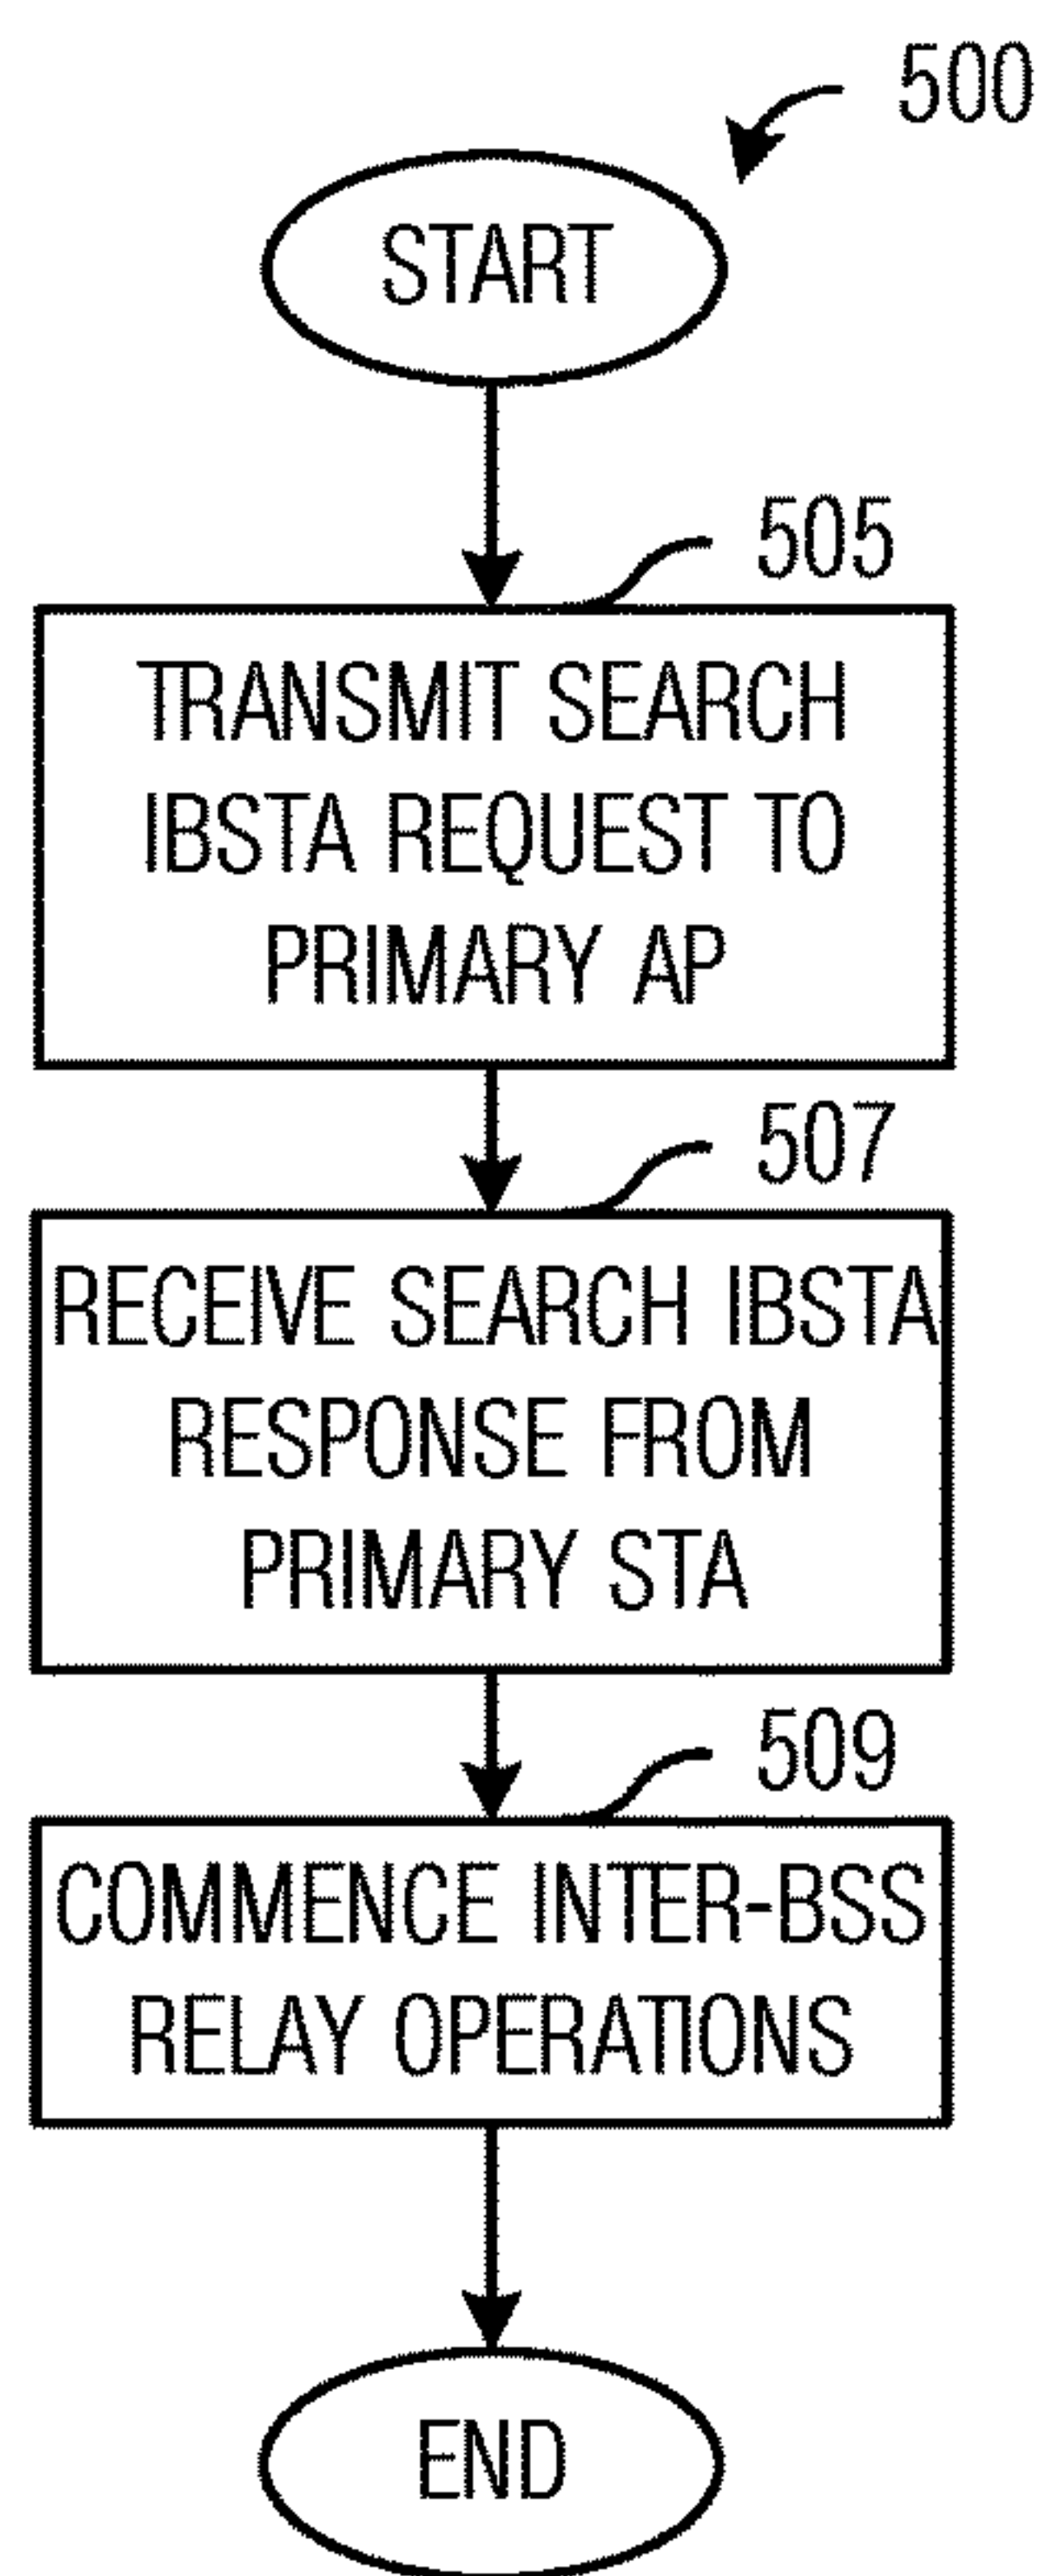 500
START
505
TRANSMIT SEARCH
IBSTA REQUEST TO
PRIMARY AP
507
RECEIVE SEARCH IBSTA
RESPONSE FROM
PRIMARY STA
509
COMMENCE INTER-BSS
RELAY OPERATIONS
END